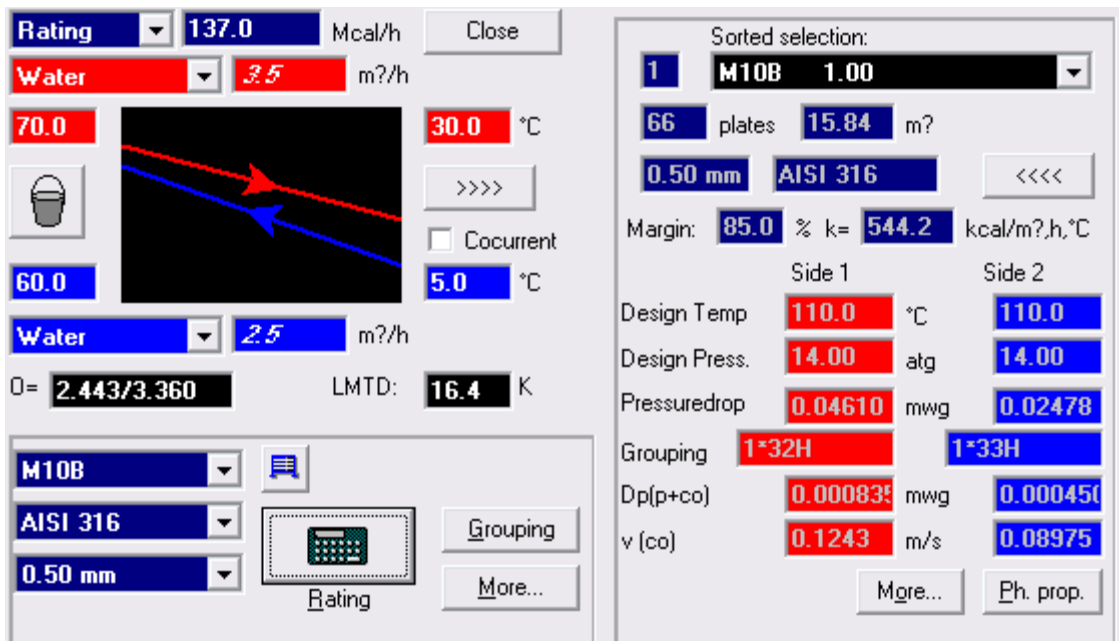 Rating 137.0 Mcal/h Close
Water 3.5 m?/h
70.0 30.0 °C
>>>>
Cocurrent
60.0 5.0 °C
Water 2.5 m?/h
O= 2.443/3.360 LMTD: 16.4 K
M10B
AISI 316
0.50 mm
Rating
Grouping
More...
Sorted selection:
1 M10B 1.00
66 plates 15.84 m?
0.50 mm AISI 316 <<<<
Margin: 85.0 % k= 544.2 kcal/m?,h,°C
Side 1 Side 2
Design Temp 110.0 °C 110.0
Design Press. 14.00 atg 14.00
Pressuredrop 0.04610 mwg 0.02478
Grouping 1*32H 1*33H
Dp(p+co) 0.000835 mwg 0.000450
v (co) 0.1243 m/s 0.08975
More... Ph. prop.